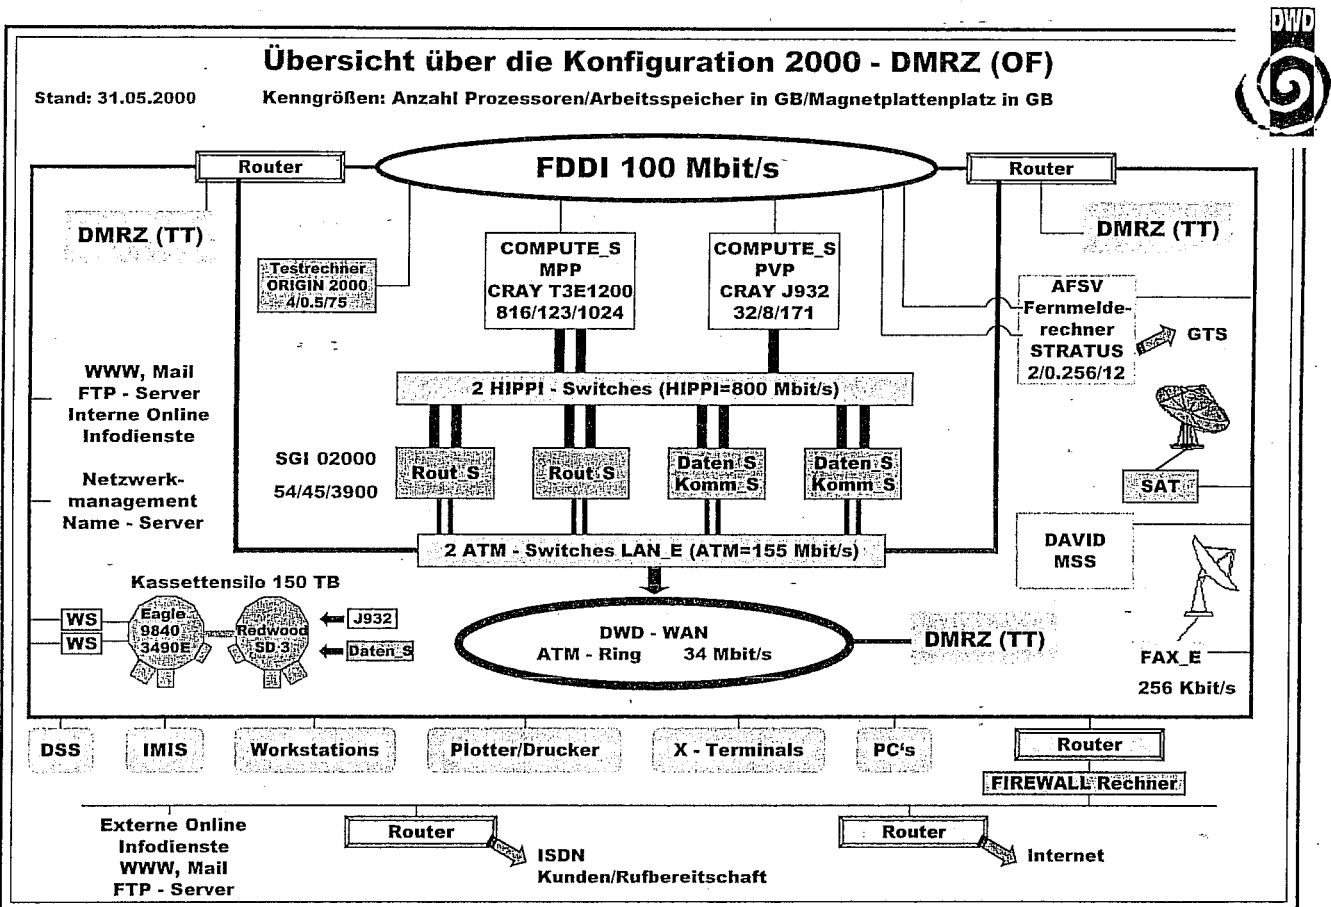 DWD
Übersicht über die Konfiguration 2000 - DMRZ (OF)
Stand: 31.05.2000
Kenngrößen: Anzahl Prozessoren/Arbeitsspeicher in GB/Magnetplattenplatz in GB
Router
FDDI 100 Mbit/s
Router
DMRZ (TT)
DMRZ (TT)
Testrechner
ORIGIN 2000
4/0.5/75
COMPUTE_S
MPP
CRAY T3E1200
816/123/1024
COMPUTE_S
PVP
CRAY J932
32/8/171
AFSV
Fernmelde-
rechner
STRATUS
2/0.256/12
GTS
WWW, Mail
FTP - Server
Interne Online
Infodienste
2 HIPPI - Switches (HIPPI=800 Mbit/s)
SGI 02000
54/45/3900
Rout_S
Rout_S
Daten_S
Komm_S
Daten_S
Komm_S
SAT
Netzwerk-
management
Name - Server
2 ATM - Switches LAN_E (ATM=155 Mbit/s)
DAVID
MSS
Kassettensilo 150 TB
WS
WS
Eagle
9840
3490E
Redwood
SD 3
J932
Daten_S
DWD - WAN
ATM - Ring 34 Mbit/s
DMRZ (TT)
FAX_E
256 Kbit/s
DSS
IMIS
Workstations
Plotter/Drucker
X - Terminals
PC's
Router
FIREWALL Rechner
Externe Online
Infodienste
WWW, Mail
FTP - Server
Router
ISDN
Kunden/Rufbereitschaft
Router
Internet